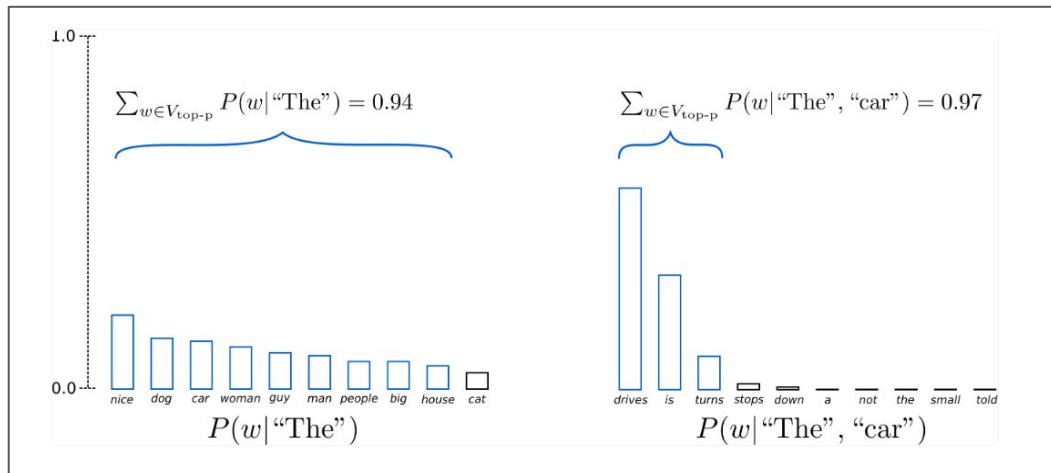 1.0
∑w∈Vtop-p P(w|“The”) = 0.94
∑w∈Vtop-p P(w|“The”, “car”) = 0.97
0.0
nice dog car woman guy man people big house cat
drives is turns stops down a not the small told
P(w|“The”)
P(w|“The”, “car”)